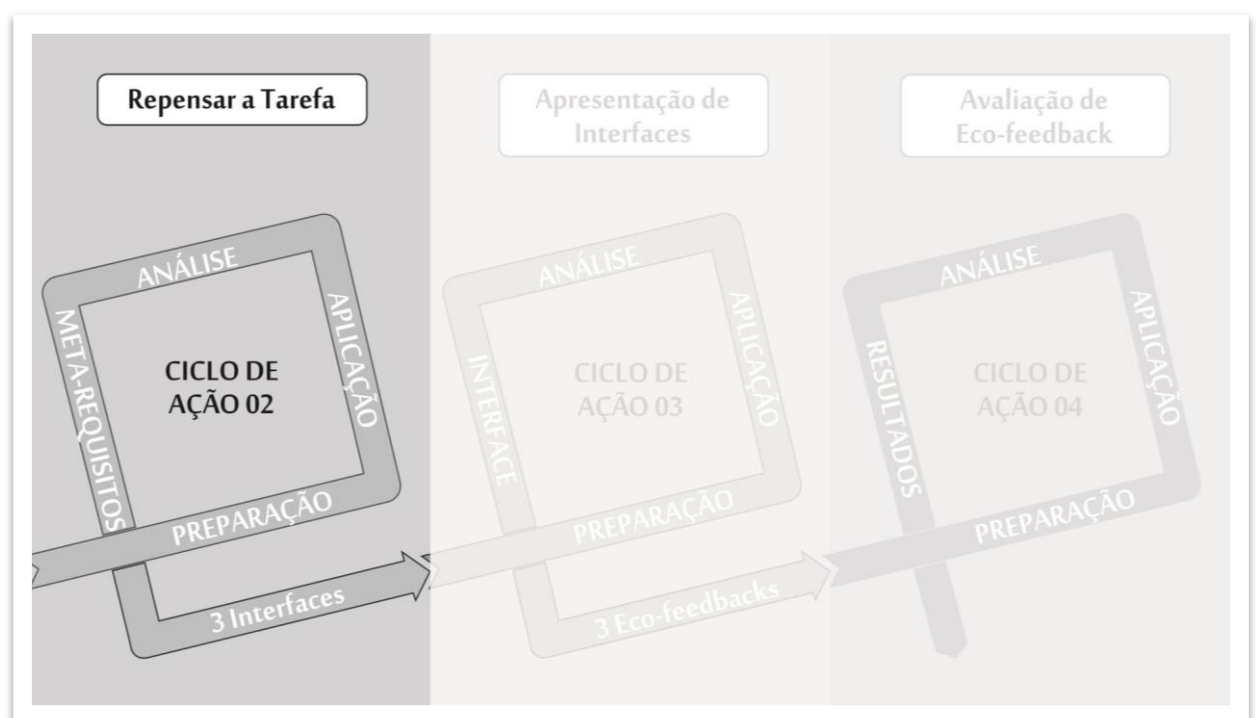 Repensar a Tarefa
Apresentação de
Interfaces
Avaliação de
Eco-feedback
ANÁLISE
APLICAÇÃO
META-REQUISITOS
CICLO DE
AÇÃO 02
PREPARAÇÃO
3 Interfaces
ANÁLISE
APLICAÇÃO
INTERFACE
CICLO DE
AÇÃO 03
PREPARAÇÃO
3 Eco-feedbacks
ANÁLISE
APLICAÇÃO
RESULTADOS
CICLO DE
AÇÃO 04
PREPARAÇÃO